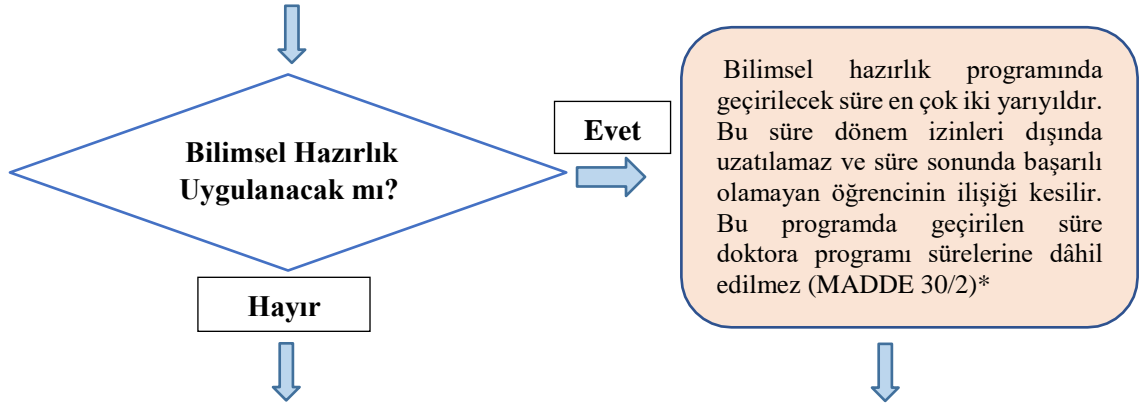 Bilimsel Hazırlık
Uygulanacak mı?
Evet
Bilimsel hazırlık programında
geçirilecek süre en çok iki yarıyıldır.
Bu süre dönem izinleri dışında
uzatılamaz ve süre sonunda başarılı
olamayan öğrencinin ilişiği kesilir.
Bu programda geçirilen süre
doktora programı sürelerine dâhil
edilmez (MADDE 30/2)*
Hayır